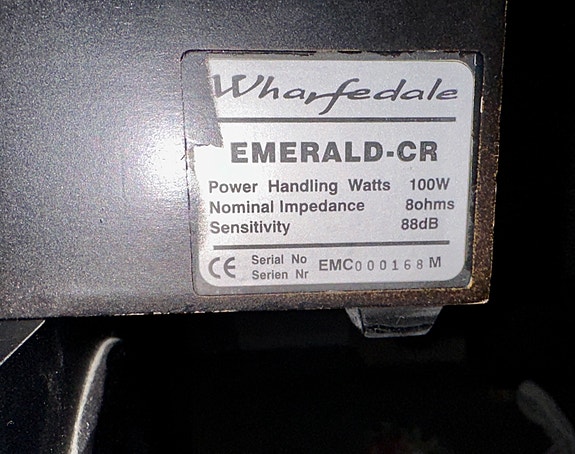 Wharfedale
EMERALD-CR
Power Handling Watts 100W
Nominal Impedance 8ohms
Sensitivity 88dB
CE Serial No
Serien Nr EMC000168M